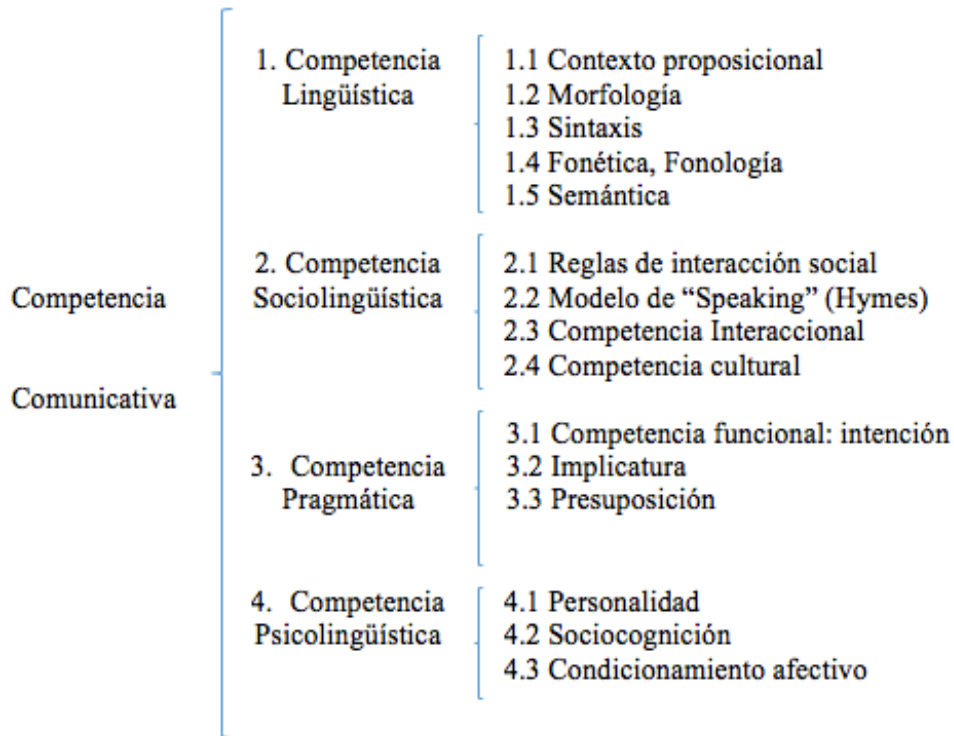 Competencia
Comunicativa
1. Competencia
Lingüística
1.1 Contexto proposicional
1.2 Morfología
1.3 Sintaxis
1.4 Fonética, Fonología
1.5 Semántica
2. Competencia
Sociolingüística
2.1 Reglas de interacción social
2.2 Modelo de “Speaking” (Hymes)
2.3 Competencia Interaccional
2.4 Competencia cultural
3. Competencia
Pragmática
3.1 Competencia funcional: intención
3.2 Implicatura
3.3 Presuposición
4. Competencia
Psicolingüística
4.1 Personalidad
4.2 Sociocognición
4.3 Condicionamiento afectivo